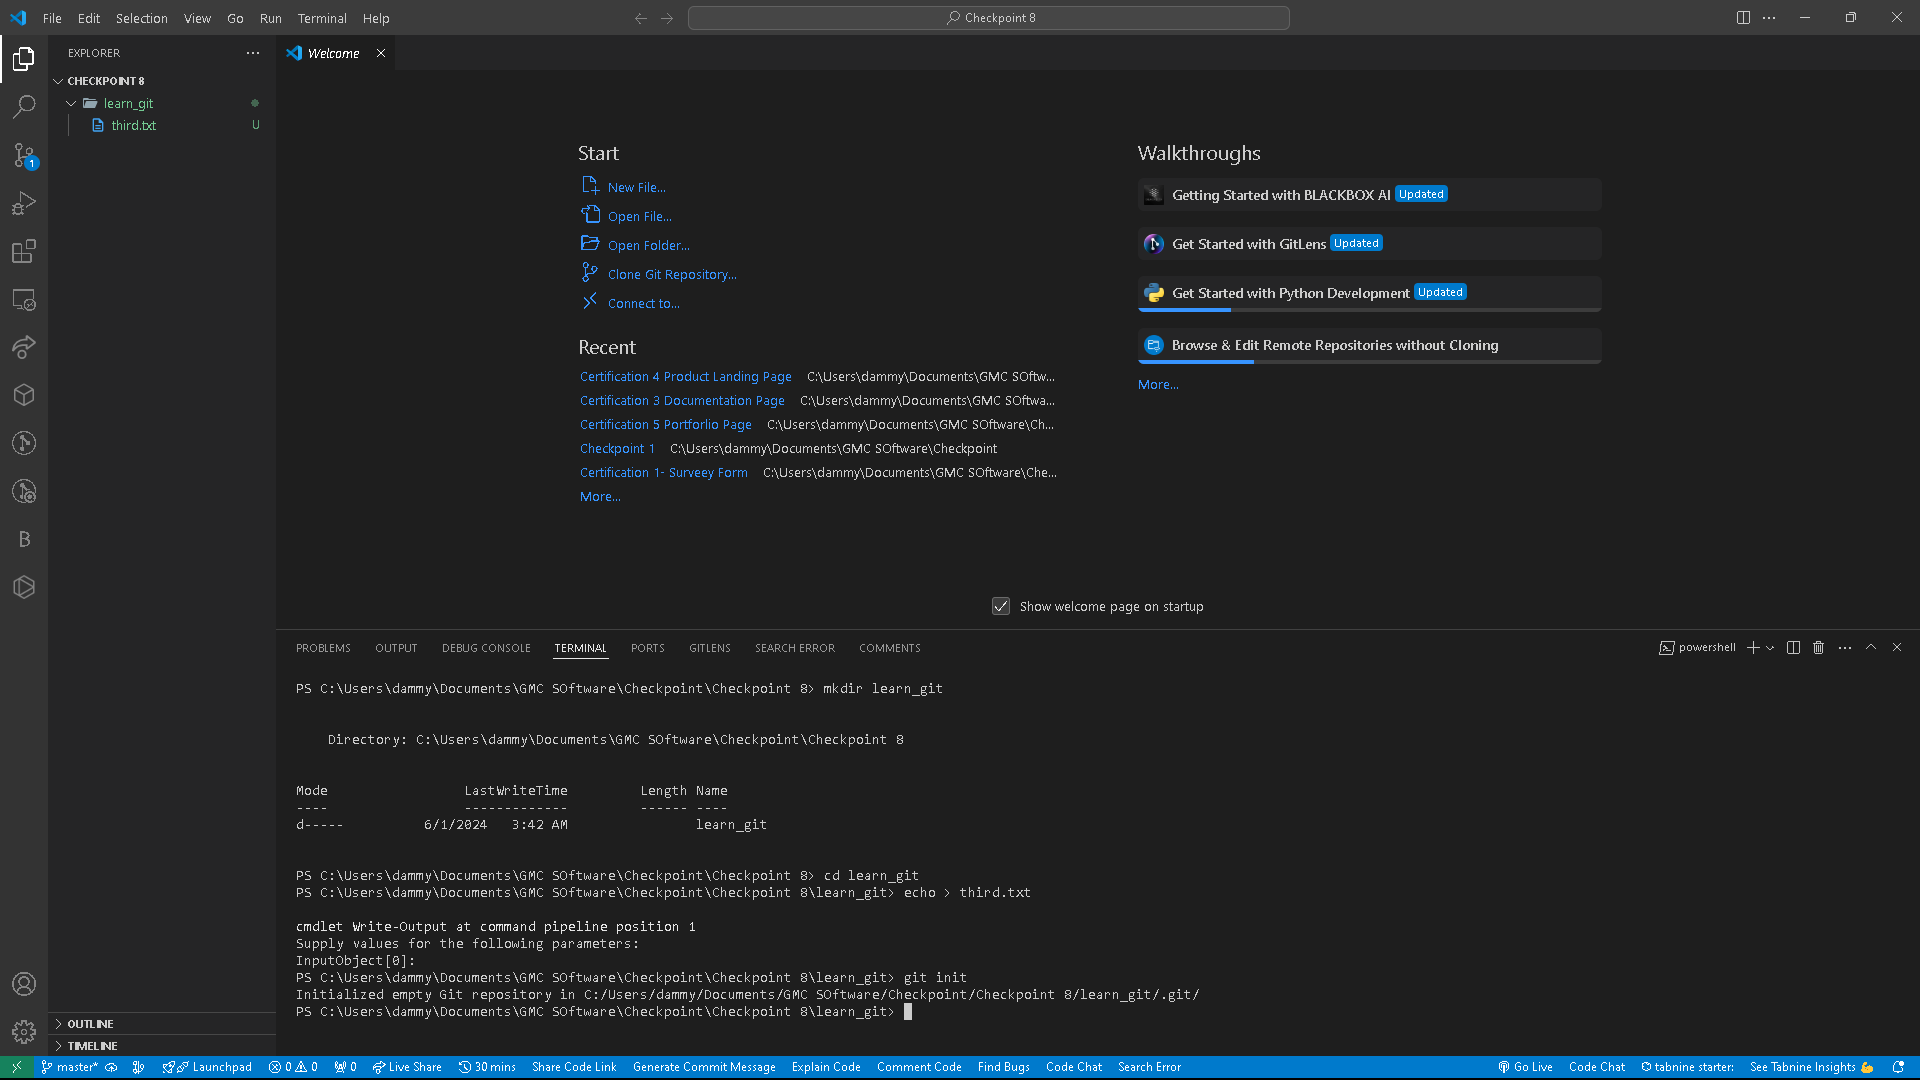 File Edit Selection View Go Run Terminal Help
Checkpoint 8
EXPLORER
Welcome
CHECKPOINT 8
learn_git
third.txt U
1
B
Start
New File...
Open File...
Open Folder...
Clone Git Repository...
Connect to...
Recent
Certification 4 Product Landing Page C:\Users\dammy\Documents\GMC SOftw...
Certification 3 Documentation Page C:\Users\dammy\Documents\GMC SOftwa...
Certification 5 Portforlio Page C:\Users\dammy\Documents\GMC SOftware\Ch...
Checkpoint 1 C:\Users\dammy\Documents\GMC SOftware\Checkpoint
Certification 1- Surveey Form C:\Users\dammy\Documents\GMC SOftware\Che...
More...
Walkthroughs
Getting Started with BLACKBOX AI Updated
Get Started with GitLens Updated
Get Started with Python Development Updated
Browse & Edit Remote Repositories without Cloning
More...
Show welcome page on startup
PROBLEMS OUTPUT DEBUG CONSOLE TERMINAL PORTS GITLENS SEARCH ERROR COMMENTS
powershell
PS C:\Users\dammy\Documents\GMC SOftware\Checkpoint\Checkpoint 8> mkdir learn_git
Directory: C:\Users\dammy\Documents\GMC SOftware\Checkpoint\Checkpoint 8
Mode LastWriteTime Length Name
---- ------------- ------ ----
d----- 6/1/2024 3:42 AM learn_git
PS C:\Users\dammy\Documents\GMC SOftware\Checkpoint\Checkpoint 8> cd learn_git
PS C:\Users\dammy\Documents\GMC SOftware\Checkpoint\Checkpoint 8\learn_git> echo > third.txt
cmdlet Write-Output at command pipeline position 1
Supply values for the following parameters:
InputObject[0]:
PS C:\Users\dammy\Documents\GMC SOftware\Checkpoint\Checkpoint 8\learn_git> git init
Initialized empty Git repository in C:/Users/dammy/Documents/GMC SOftware/Checkpoint/Checkpoint 8/learn_git/.git/
PS C:\Users\dammy\Documents\GMC SOftware\Checkpoint\Checkpoint 8\learn_git>
OUTLINE
TIMELINE
master* Launchpad 0 0 0 Live Share 30 mins Share Code Link Generate Commit Message Explain Code Comment Code Find Bugs Code Chat Search Error Go Live Code Chat tabnine starter: See Tabnine Insights